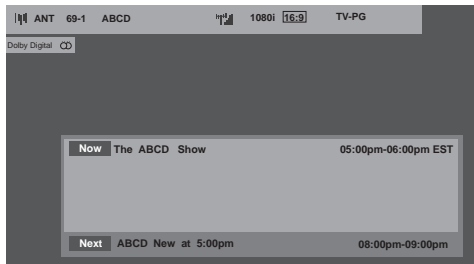 ANT 69-1 ABCD 1080i 16:9 TV-PG
Dolby Digital
Now The ABCD Show 05:00pm-06:00pm EST
Next ABCD New at 5:00pm 08:00pm-09:00pm